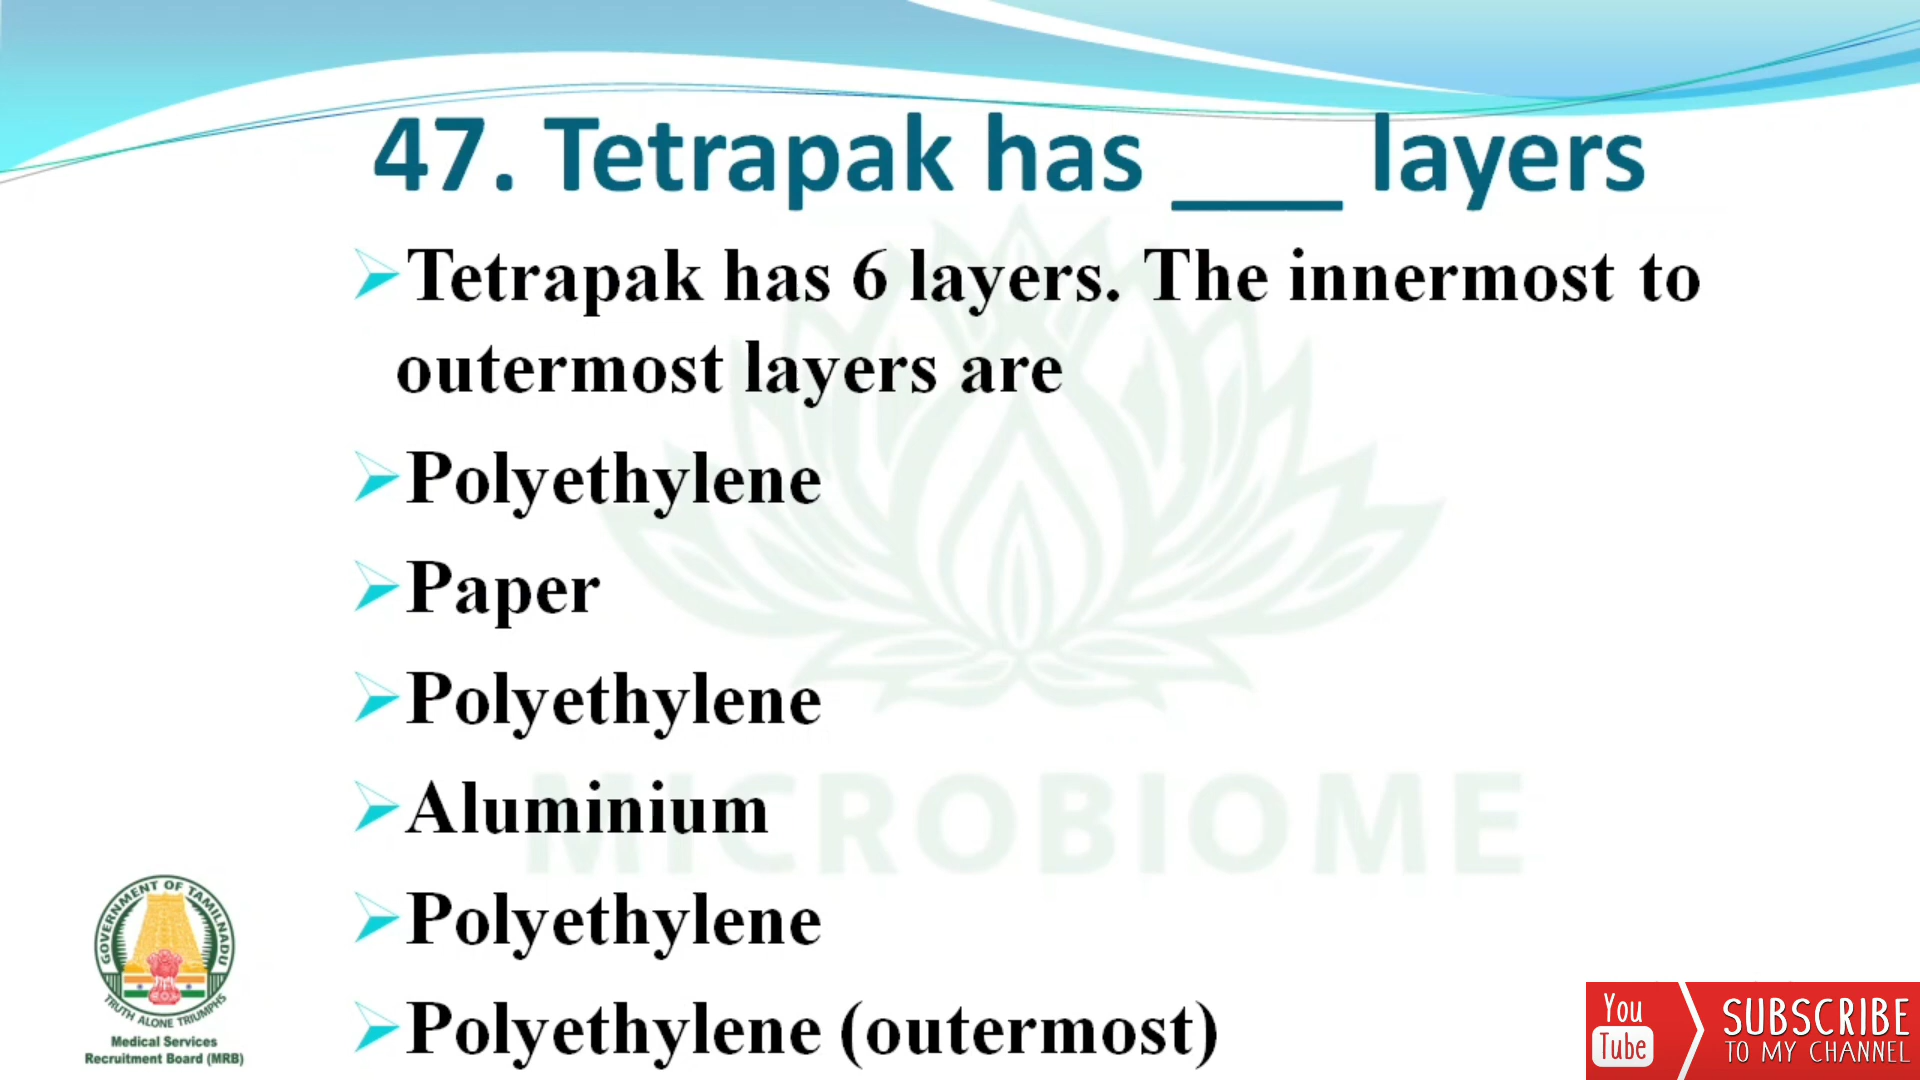 47. Tetrapak has ___ layers
Tetrapak has 6 layers. The innermost to
outermost layers are
Polyethylene
Paper
Polyethylene
Aluminium
Polyethylene
Polyethylene (outermost)
MICROBIOME
GOVERNMENT OF TAMILNADU
TRUTH ALONE TRIUMPHS
Medical Services
Recruitment Board (MRB)
You
Tube
SUBSCRIBE
TO MY CHANNEL